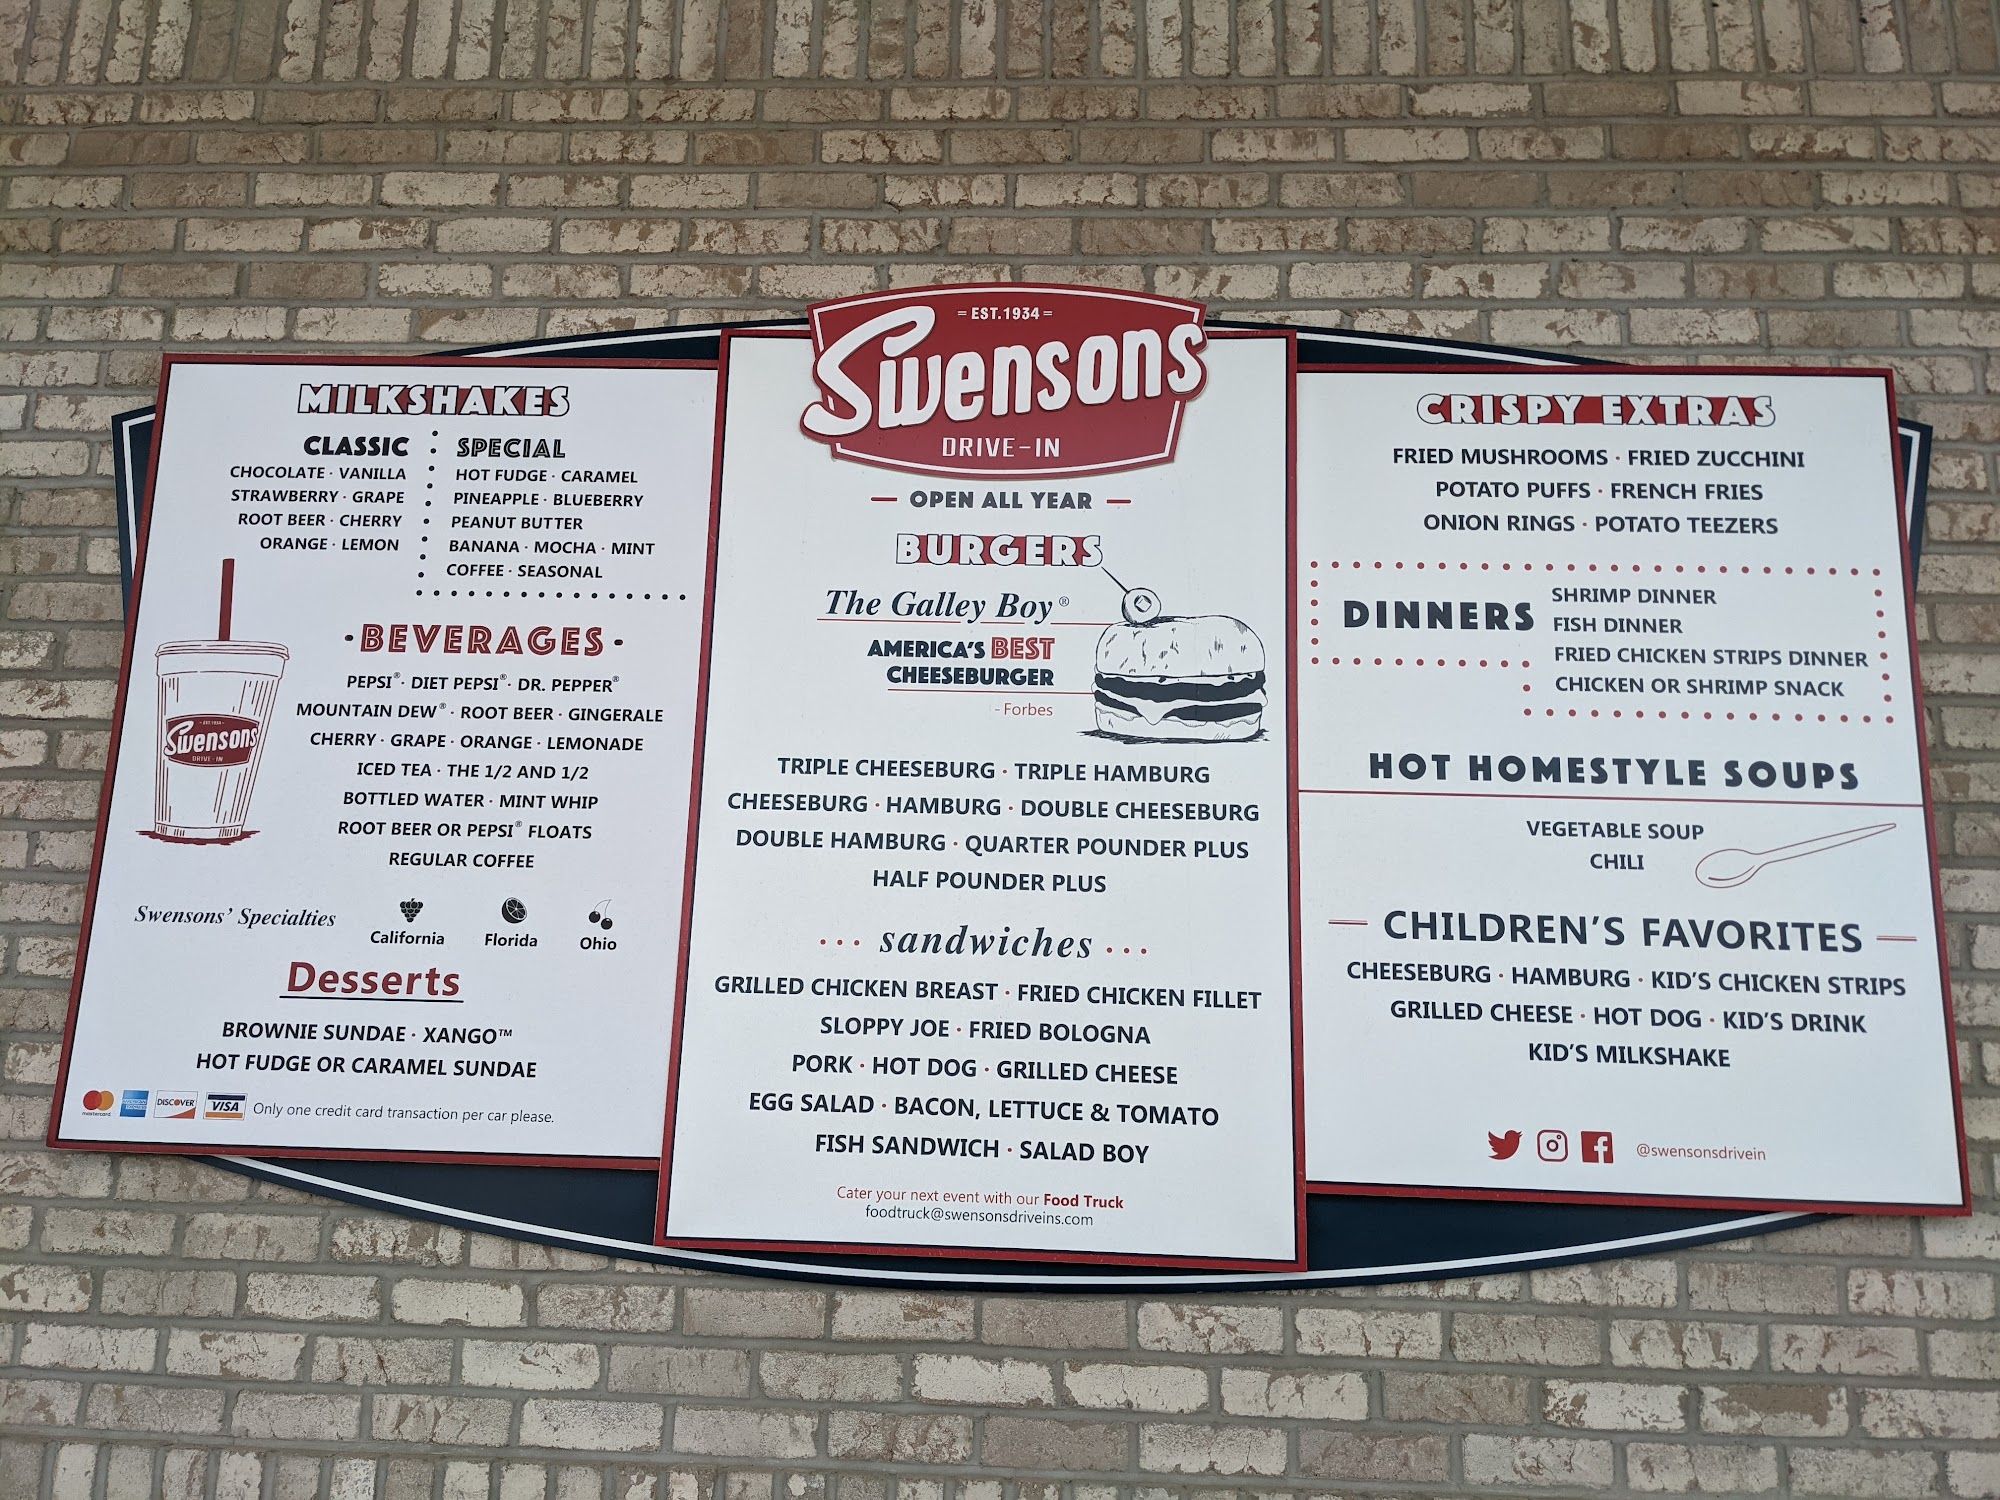 MILKSHAKES
CLASSIC
CHOCOLATE · VANILLA
STRAWBERRY · GRAPE
ROOT BEER · CHERRY
ORANGE · LEMON
SPECIAL
HOT FUDGE · CARAMEL
PINEAPPLE · BLUEBERRY
PEANUT BUTTER
BANANA · MOCHA · MINT
COFFEE · SEASONAL
·BEVERAGES·
PEPSI® · DIET PEPSI® · DR. PEPPER®
MOUNTAIN DEW® · ROOT BEER · GINGERALE
CHERRY · GRAPE · ORANGE · LEMONADE
ICED TEA · THE 1/2 AND 1/2
BOTTLED WATER · MINT WHIP
ROOT BEER OR PEPSI® FLOATS
REGULAR COFFEE
EST. 1934
Swensons
DRIVE-IN
Swensons' Specialties
California
Florida
Ohio
Desserts
BROWNIE SUNDAE · XANGO™
HOT FUDGE OR CARAMEL SUNDAE
mastercard
AMERICAN EXPRESS
DISCOVER
VISA
Only one credit card transaction per car please.
=EST.1934=
Swensons
DRIVE-IN
— OPEN ALL YEAR —
BURGERS
The Galley Boy®
AMERICA'S BEST
CHEESEBURGER
- Forbes
TRIPLE CHEESEBURG · TRIPLE HAMBURG
CHEESEBURG · HAMBURG · DOUBLE CHEESEBURG
DOUBLE HAMBURG · QUARTER POUNDER PLUS
HALF POUNDER PLUS
··· sandwiches ···
GRILLED CHICKEN BREAST · FRIED CHICKEN FILLET
SLOPPY JOE · FRIED BOLOGNA
PORK · HOT DOG · GRILLED CHEESE
EGG SALAD · BACON, LETTUCE & TOMATO
FISH SANDWICH · SALAD BOY
Cater your next event with our Food Truck
foodtruck@swensonsdriveins.com
CRISPY EXTRAS
FRIED MUSHROOMS · FRIED ZUCCHINI
POTATO PUFFS · FRENCH FRIES
ONION RINGS · POTATO TEEZERS
DINNERS
SHRIMP DINNER
FISH DINNER
FRIED CHICKEN STRIPS DINNER
CHICKEN OR SHRIMP SNACK
HOT HOMESTYLE SOUPS
VEGETABLE SOUP
CHILI
— CHILDREN'S FAVORITES —
CHEESEBURG · HAMBURG · KID'S CHICKEN STRIPS
GRILLED CHEESE · HOT DOG · KID'S DRINK
KID'S MILKSHAKE
@swensonsdrivein